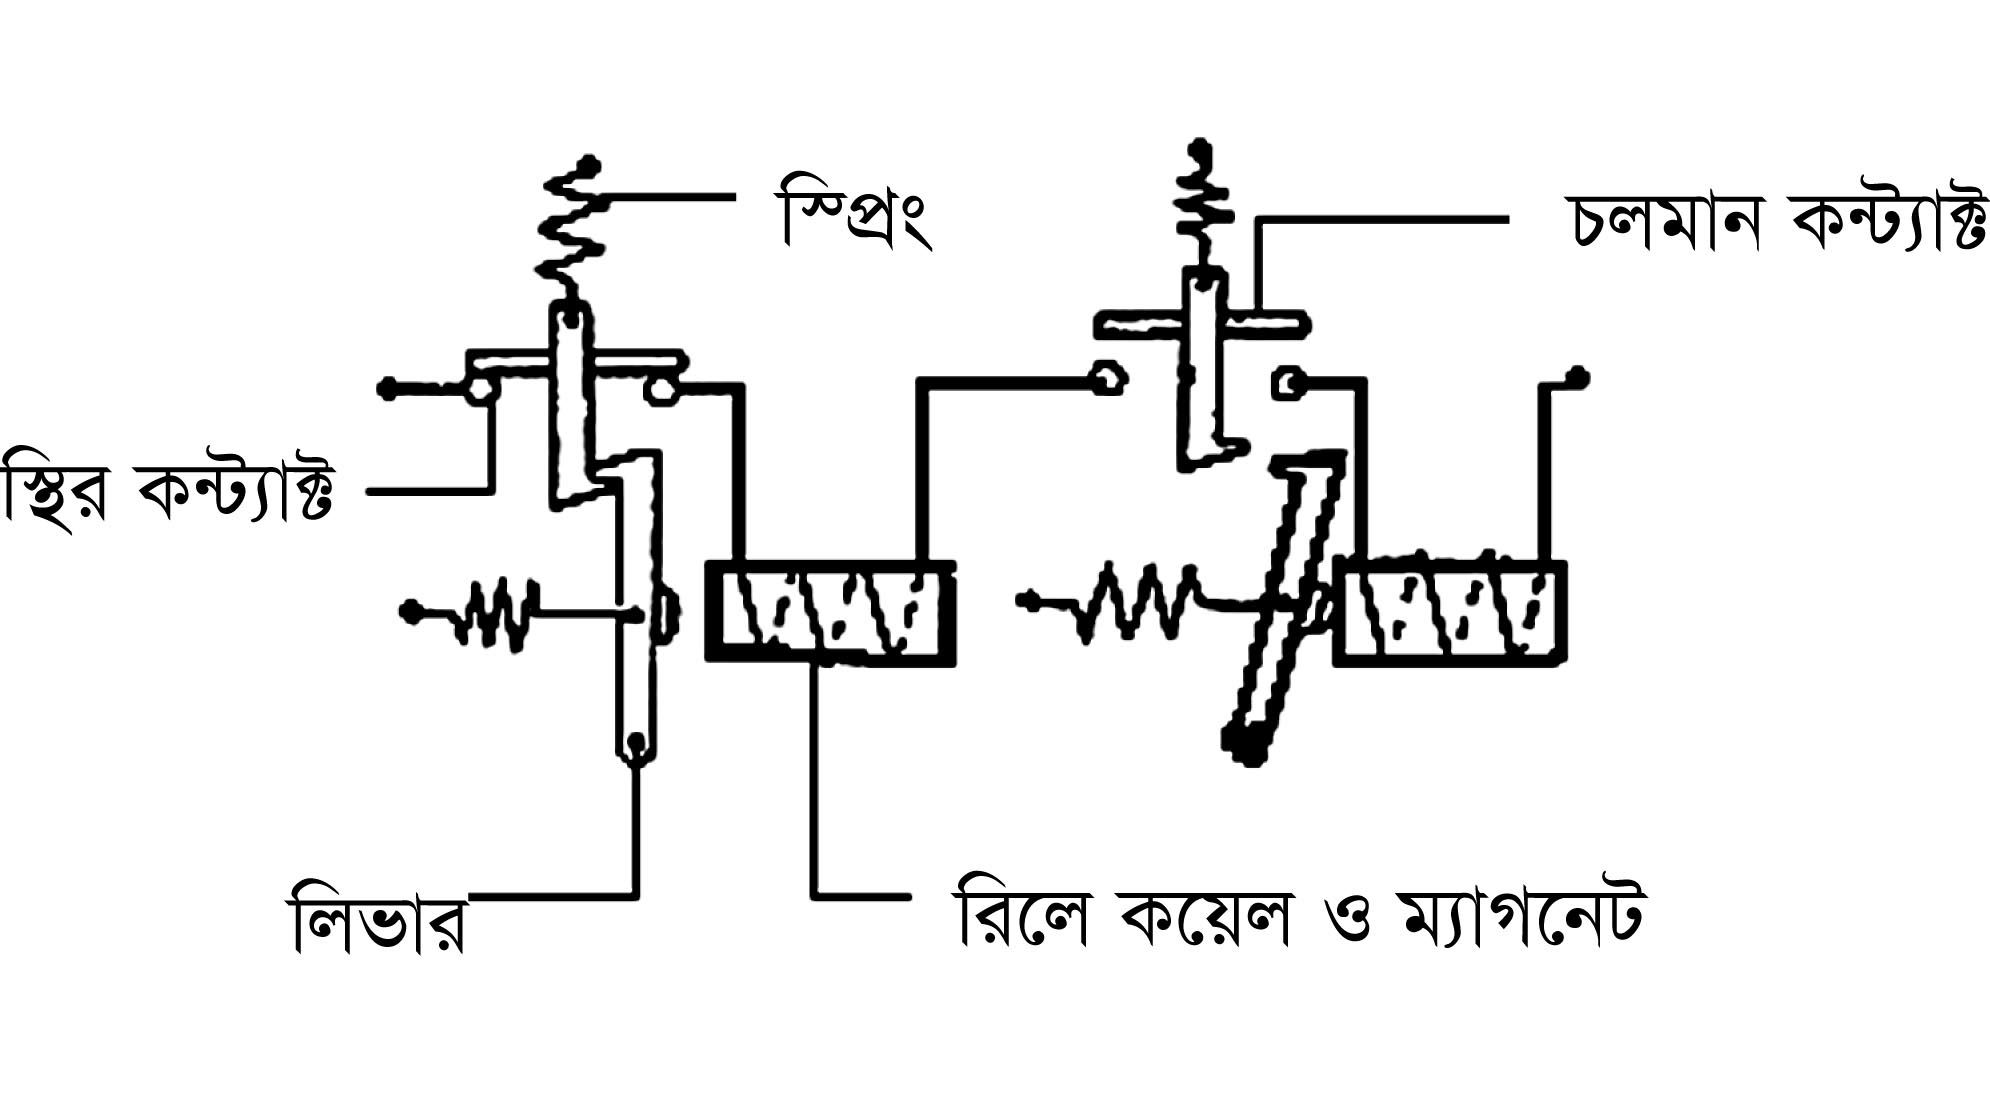 স্প্রিং
চলমান কন্ট্যাক্ট
স্থির কন্ট্যাক্ট
লিভার
রিলে কয়েল ও ম্যাগনেট